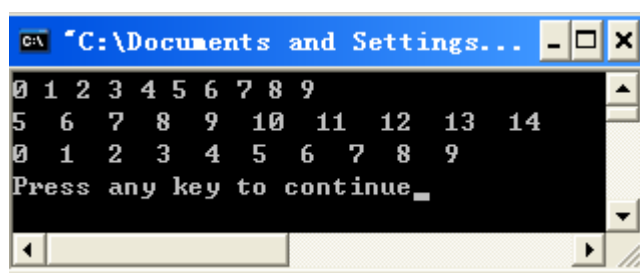 "C:\Documents and Settings...
0 1 2 3 4 5 6 7 8 9
5 6 7 8 9 10 11 12 13 14
0 1 2 3 4 5 6 7 8 9
Press any key to continue_